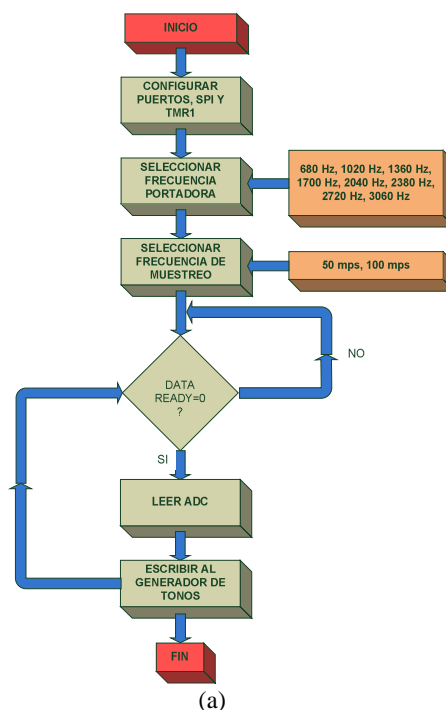 INICIO
CONFIGURAR
PUERTOS, SPI Y
TMR1
SELECCIONAR
FRECUENCIA
PORTADORA
680 Hz, 1020 Hz, 1360 Hz,
1700 Hz, 2040 Hz, 2380 Hz,
2720 Hz, 3060 Hz
SELECCIONAR
FRECUENCIA DE
MUESTREO
50 mps, 100 mps
NO
DATA
READY=0
?
SI
LEER ADC
ESCRIBIR AL
GENERADOR DE
TONOS
FIN
(a)